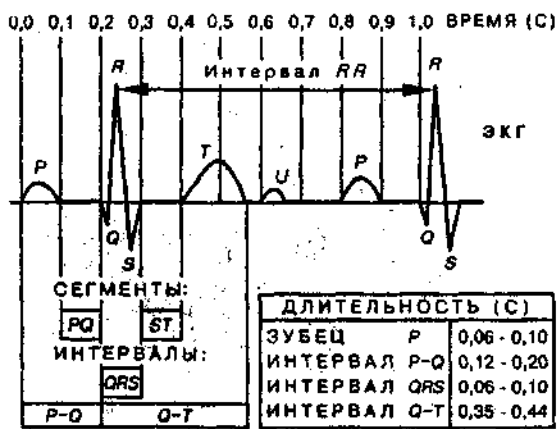 0,0 0,1 0,2 0,3 0,4 0,5 0,6 0,7 0,8 0,9 1,0 ВРЕМЯ (С)
R Интервал RR R
ЭКГ
P T U P
Q Q
S S
СЕГМЕНТЫ:
PQ ST
ИНТЕРВАЛЫ:
QRS
P-Q Q-T
ДЛИТЕЛЬНОСТЬ (С)
ЗУБЕЦ P 0,06 - 0,10
ИНТЕРВАЛ P-Q 0,12 - 0,20
ИНТЕРВАЛ QRS 0,06 - 0,10
ИНТЕРВАЛ Q-T 0,35 - 0,44